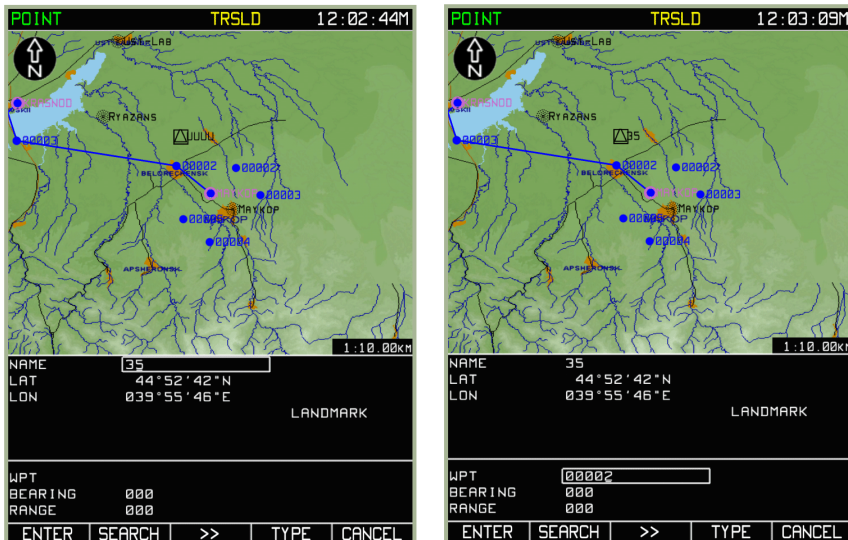 POINT TRSLD 12:02:44M
LAB
N
RYAZANS
UUUU
00003
00002
00002
BELORECHENSK
00003
MAYKOP
00004
APSHERONSK
1:10.00KM
NAME 35
LAT 44°52'42"N
LON 039°55'46"E
LANDMARK
WPT
BEARING 000
RANGE 000
ENTER SEARCH >> TYPE CANCEL
POINT TRSLD 12:03:09M
LAB
N
RYAZANS
35
00003
00002
00002
BELORECHENSK
00003
MAYKOP
00004
APSHERONSK
1:10.00KM
NAME 35
LAT 44°52'42"N
LON 039°55'46"E
LANDMARK
WPT 00002
BEARING 000
RANGE 000
ENTER SEARCH >> TYPE CANCEL